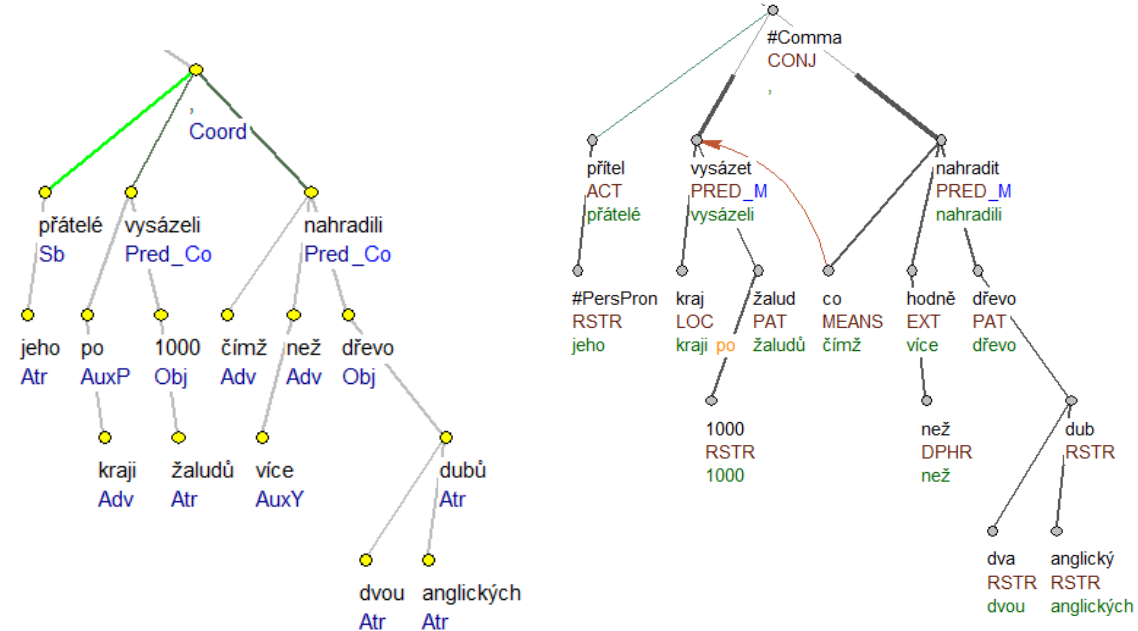 ,
Coord
přátelé vysázeli nahradili
Sb Pred_Co Pred_Co
jeho po 1000 čímž než dřevo
Atr AuxP Obj Adv Adv Obj
kraji žaludů více dubů
Adv Atr AuxY Atr
dvou anglických
Atr Atr
#Comma
CONJ
,
přítel vysázet nahradit
ACT PRED_M PRED_M
přátelé vysázeli nahradili
#PersPron kraj žalud co hodně dřevo
RSTR LOC PAT MEANS EXT PAT
jeho kraji po žaludů čímž více dřevo
1000 než dub
RSTR DPHR RSTR
1000 než
dva anglický
RSTR RSTR
dvou anglických